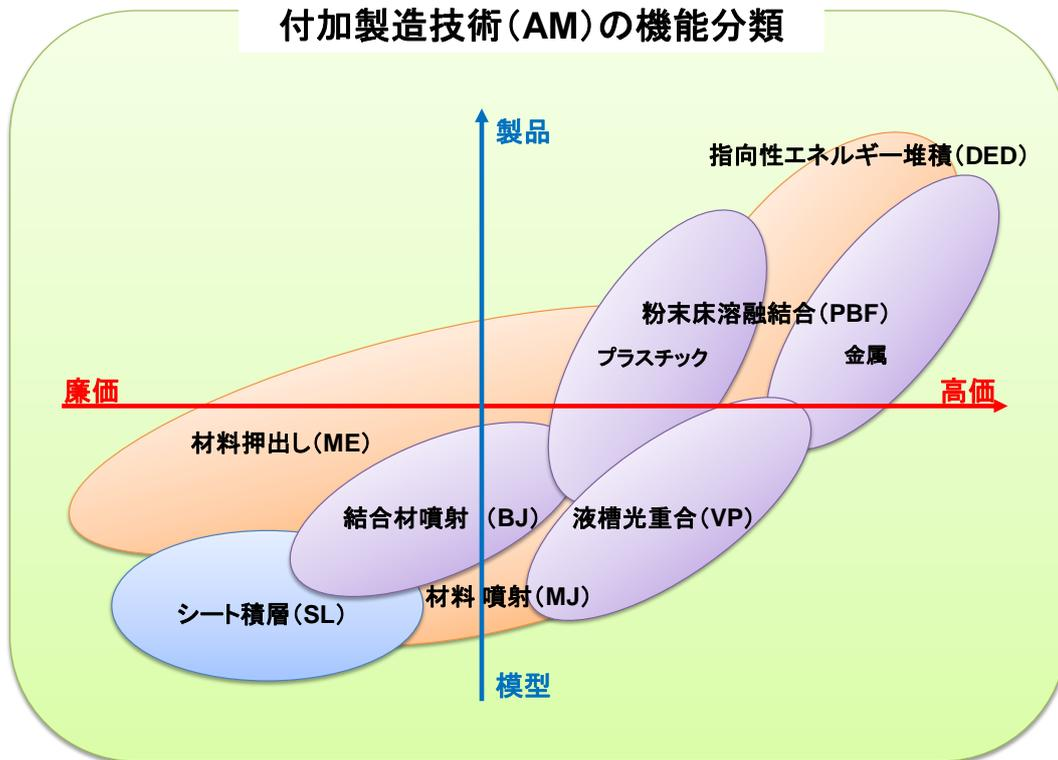 付加製造技術（AM）の機能分類
製品
指向性エネルギー堆積（DED）
粉末床溶融結合（PBF）
プラスチック
金属
廉価
高価
材料押出し（ME）
結合材噴射 （BJ）
液槽光重合（VP）
材料 噴射（MJ）
シート積層（SL）
模型